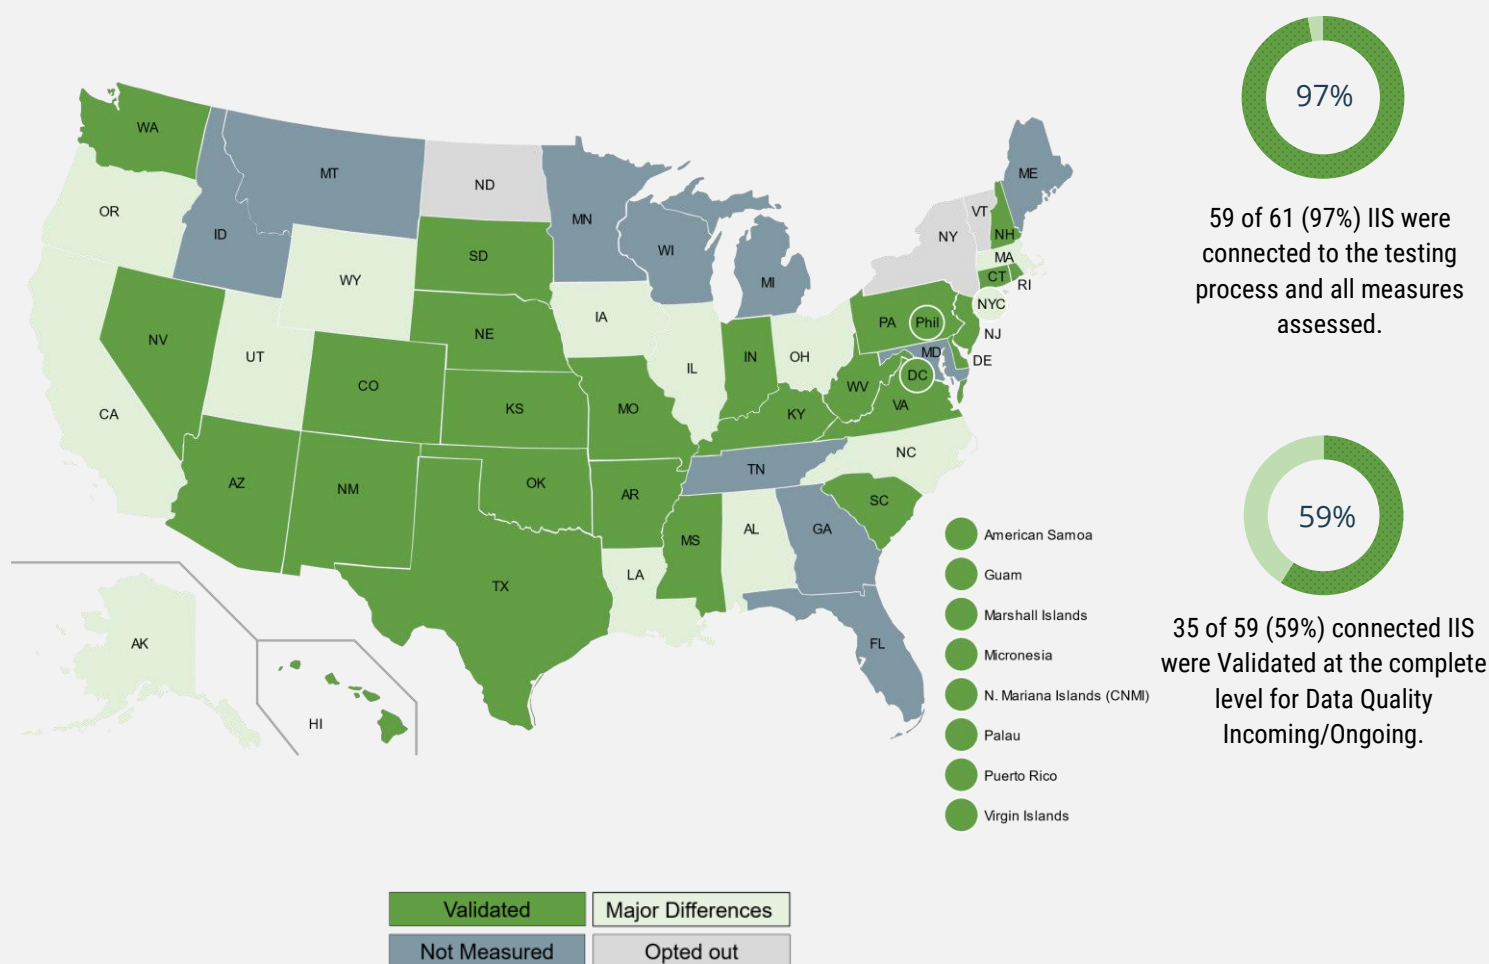 WA
MT
ND
MN
ME
OR
ID
SD
WI
VT
NY
NH
MA
CT
RI
NYC
WY
MI
NV
UT
NE
IA
IL
IN
OH
PA
Phil
NJ
MD
DE
DC
CA
CO
KS
MO
KY
WV
VA
AZ
NM
OK
AR
TN
NC
SC
TX
LA
MS
AL
GA
FL
AK
HI
American Samoa
Guam
Marshall Islands
Micronesia
N. Mariana Islands (CNMI)
Palau
Puerto Rico
Virgin Islands
97%
59 of 61 (97%) IIS were
connected to the testing
process and all measures
assessed.
59%
35 of 59 (59%) connected IIS
were Validated at the complete
level for Data Quality
Incoming/Ongoing.
Validated
Major Differences
Not Measured
Opted out